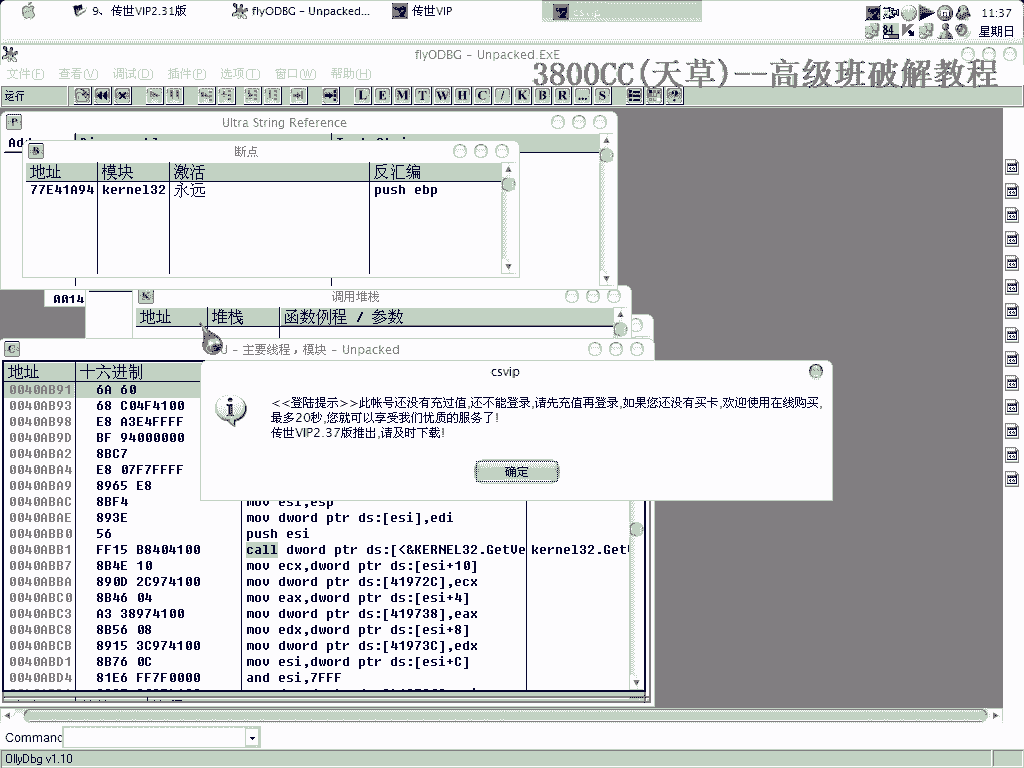 9、传世VIP2.31版
flyODBG - Unpacked...
传世VIP
csvip
84
11:37
星期日
flyODBG - Unpacked.ExE
文件(F) 查看(V) 调试(D) 插件(P) 选项(T) 窗口(W) 帮助(H)
3800CC(天草)--高级班破解教程
运行
L E M T W H C / K B R ... S
?
Ultra String Reference
断点
地址 模块 激活 反汇编
77E41A94 kernel32 永远 push ebp
0014
调用堆栈
地址 堆栈 函数例程 / 参数
- 主要线程, 模块 - Unpacked
地址 十六进制
0040AB91 6A 60
0040AB93 68 C04F4100
0040AB98 E8 A3E4FFFF
0040AB9D BF 94000000
0040ABA2 8BC7
0040ABA4 E8 07F7FFFF
0040ABA9 8965 E8
0040ABAC 8BF4 mov esi,esp
0040ABAE 893E mov dword ptr ds:[esi],edi
0040ABB0 56 push esi
0040ABB1 FF15 B8404100 call dword ptr ds:[<&KERNEL32.GetVe kernel32.GetV
0040ABB7 8B4E 10 mov ecx,dword ptr ds:[esi+10]
0040ABBA 890D 2C974100 mov dword ptr ds:[41972C],ecx
0040ABC0 8B46 04 mov eax,dword ptr ds:[esi+4]
0040ABC3 A3 38974100 mov dword ptr ds:[419738],eax
0040ABC8 8B56 08 mov edx,dword ptr ds:[esi+8]
0040ABCB 8915 3C974100 mov dword ptr ds:[41973C],edx
0040ABD1 8B76 0C mov esi,dword ptr ds:[esi+C]
0040ABD4 81E6 FF7F0000 and esi,7FFF
csvip
<<登陆提示>>此帐号还没有充过值,还不能登录,请先充值再登录,如果您还没有买卡,欢迎使用在线购买,
最多20秒,您就可以享受我们优质的服务了!
传世VIP2.37版推出,请及时下载!
确定
Command
OllyDbg v1.10